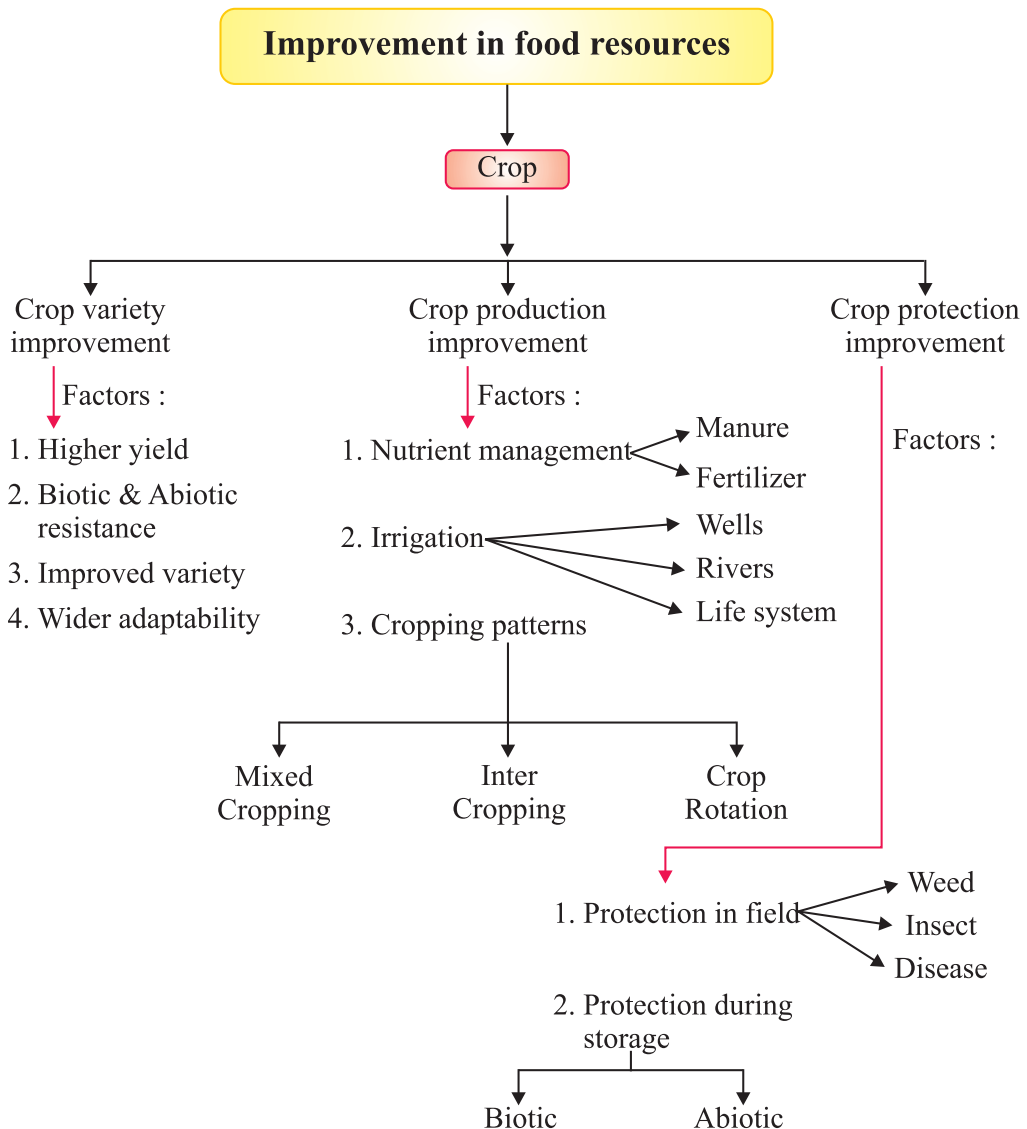 Improvement in food resources
Crop
Crop variety
improvement
Factors :
1. Higher yield
2. Biotic & Abiotic
resistance
3. Improved variety
4. Wider adaptability
Crop production
improvement
Factors :
1. Nutrient management
Manure
Fertilizer
2. Irrigation
Wells
Rivers
Life system
3. Cropping patterns
Mixed
Cropping
Inter
Cropping
Crop
Rotation
Crop protection
improvement
Factors :
1. Protection in field
Weed
Insect
Disease
2. Protection during
storage
Biotic
Abiotic